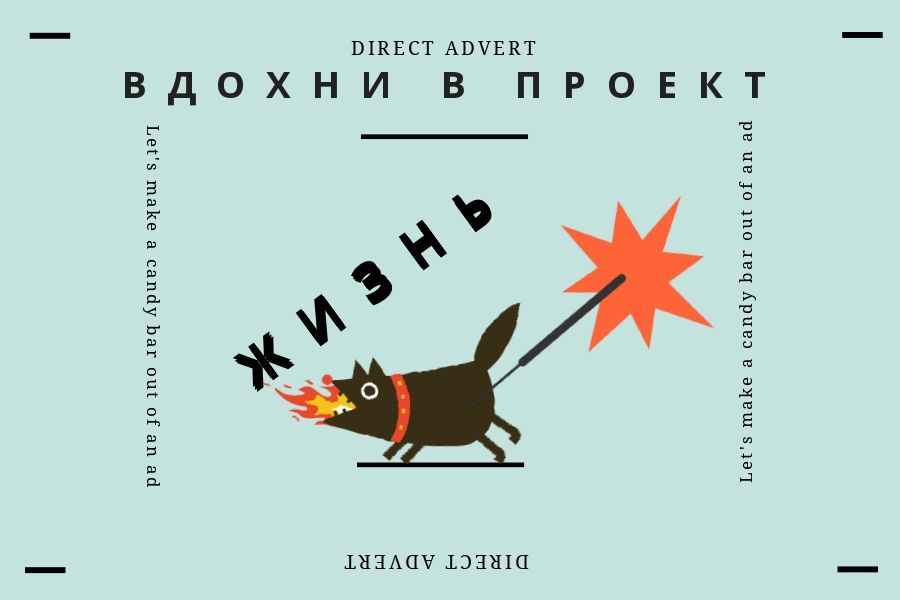 DIRECT ADVERT
ВДОХНИ В ПРОЕКТ
Let's make a candy bar out of an ad
ЖИЗНЬ
Let's make a candy bar out of an ad
DIRECT ADVERT